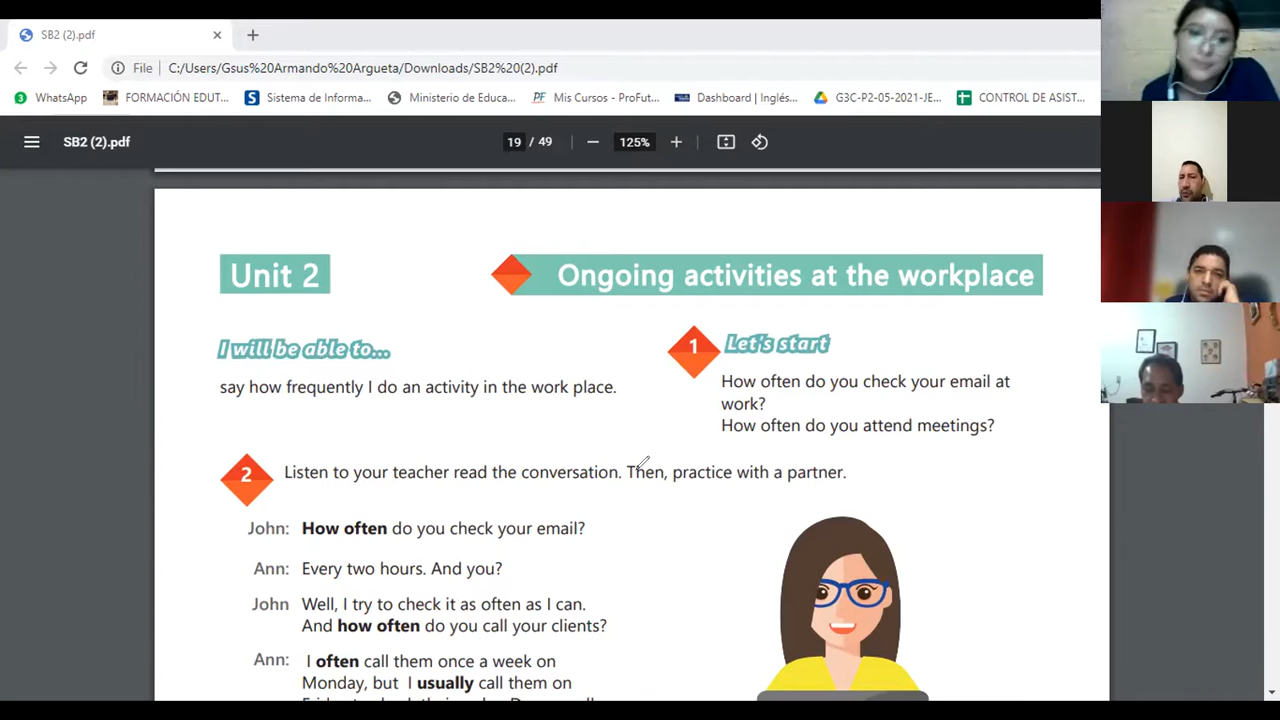 SB2 (2).pdf
File C:/Users/Gsus%20Armando%20Argueta/Downloads/SB2%20(2).pdf
3 WhatsApp FORMACIÓN EDUT... S Sistema de Informa... Ministerio de Educa... PF Mis Cursos - ProFut... Dashboard | Inglés,... G3C-P2-05-2021-JE... CONTROL DE ASIST...
SB2 (2).pdf 19 / 49 125%
Unit 2 Ongoing activities at the workplace
I will be able to...
say how frequently I do an activity in the work place.
1 Let's start
How often do you check your email at
work?
How often do you attend meetings?
2 Listen to your teacher read the conversation. Then, practice with a partner.
John: How often do you check your email?
Ann: Every two hours. And you?
John Well, I try to check it as often as I can.
And how often do you call your clients?
Ann: I often call them once a week on
Monday, but I usually call them on